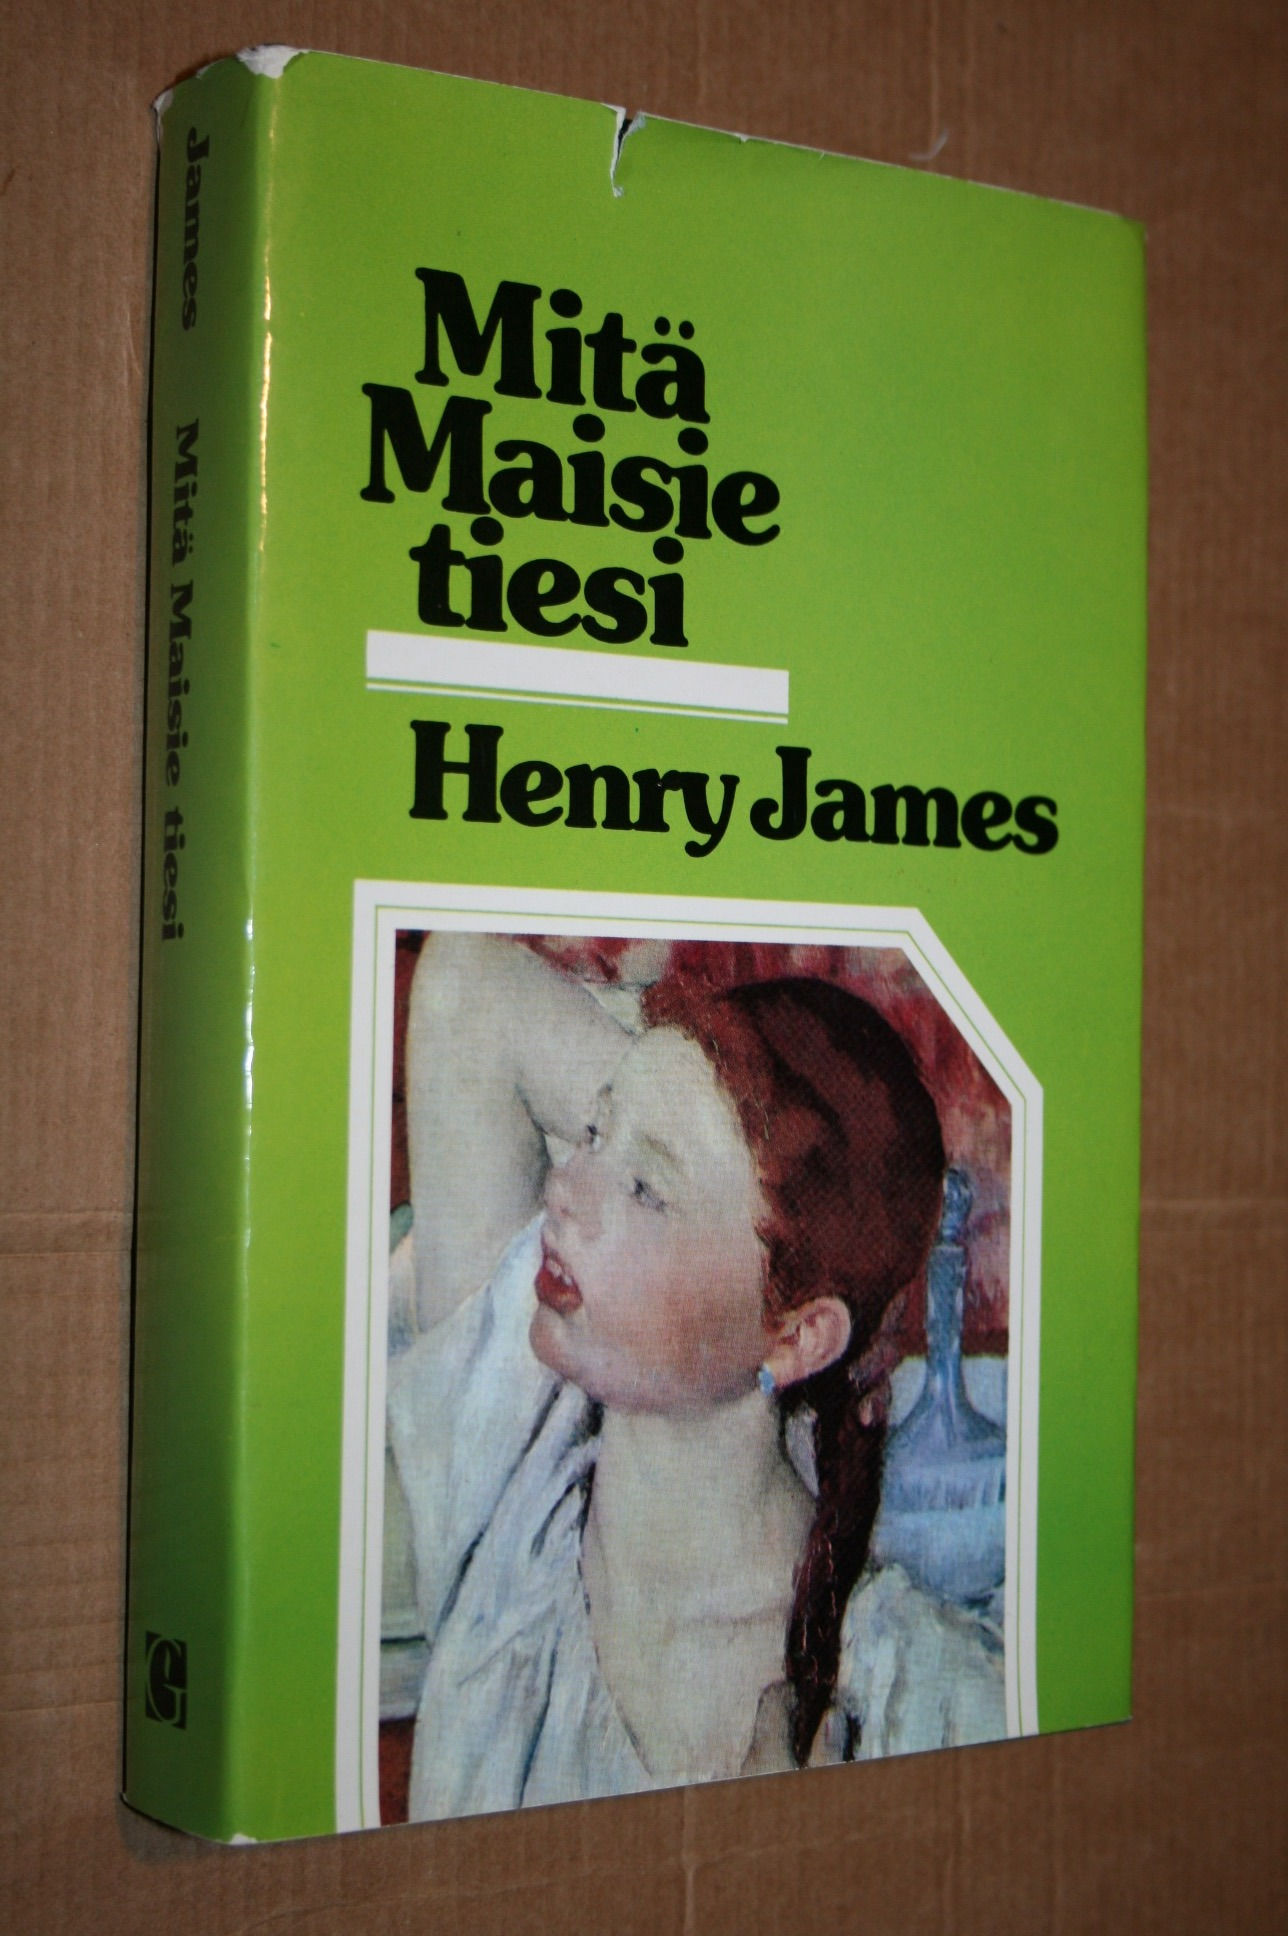 Mitä
Maisie
tiesi
Henry James
James Mitä Maisie tiesi